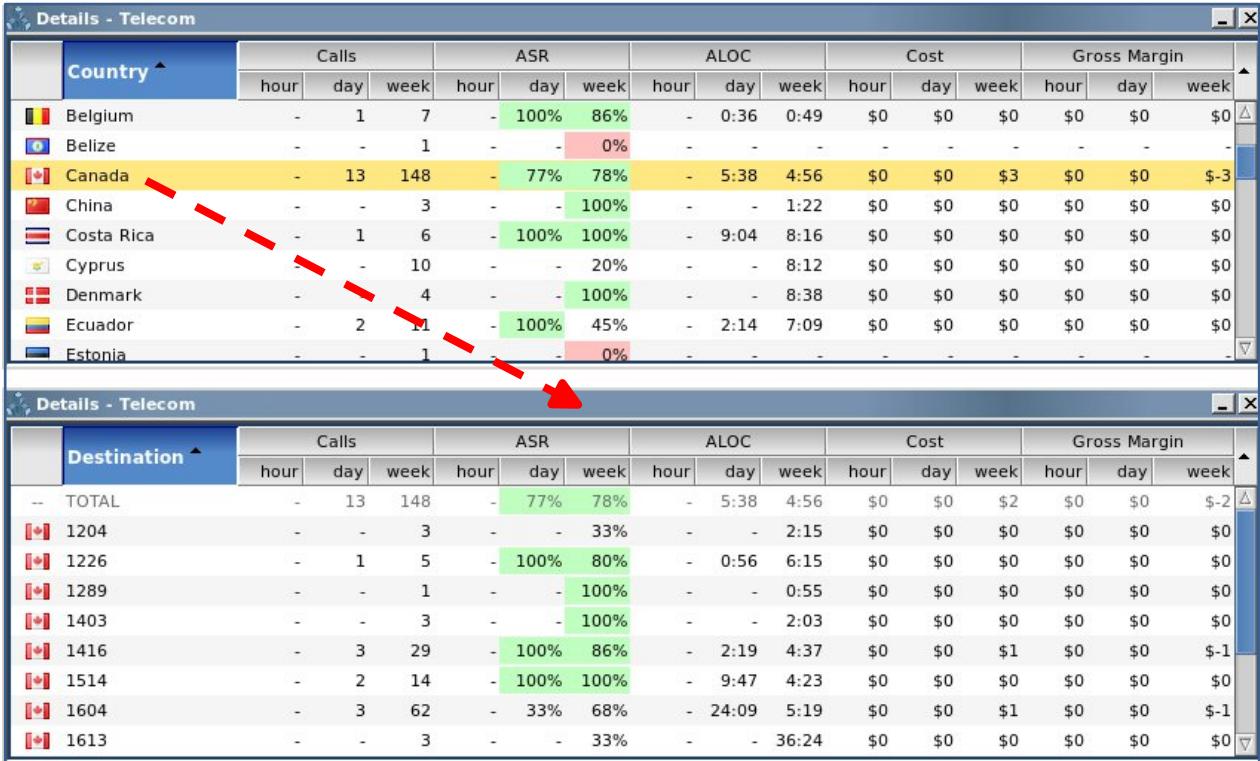 Details - Telecom
Country Calls ASR ALOC Cost Gross Margin
hour day week hour day week hour day week hour day week hour day week
Belgium - 1 7 - 100% 86% - 0:36 0:49 $0 $0 $0 $0 $0 $0
Belize - - 1 - - 0% - - - - - - - - -
Canada - 13 148 - 77% 78% - 5:38 4:56 $0 $0 $3 $0 $0 $-3
China - - 3 - - 100% - - 1:22 $0 $0 $0 $0 $0 $0
Costa Rica - 1 6 - 100% 100% - 9:04 8:16 $0 $0 $0 $0 $0 $0
Cyprus - - 10 - - 20% - - 8:12 $0 $0 $0 $0 $0 $0
Denmark - - 4 - - 100% - - 8:38 $0 $0 $0 $0 $0 $0
Ecuador - 2 11 - 100% 45% - 2:14 7:09 $0 $0 $0 $0 $0 $0
Estonia - - 1 - - 0% - - - - - - - - -
Details - Telecom
Destination Calls ASR ALOC Cost Gross Margin
hour day week hour day week hour day week hour day week hour day week
-- TOTAL - 13 148 - 77% 78% - 5:38 4:56 $0 $0 $2 $0 $0 $-2
1204 - - 3 - - 33% - - 2:15 $0 $0 $0 $0 $0 $0
1226 - 1 5 - 100% 80% - 0:56 6:15 $0 $0 $0 $0 $0 $0
1289 - - 1 - - 100% - - 0:55 $0 $0 $0 $0 $0 $0
1403 - - 3 - - 100% - - 2:03 $0 $0 $0 $0 $0 $0
1416 - 3 29 - 100% 86% - 2:19 4:37 $0 $0 $1 $0 $0 $-1
1514 - 2 14 - 100% 100% - 9:47 4:23 $0 $0 $0 $0 $0 $0
1604 - 3 62 - 33% 68% - 24:09 5:19 $0 $0 $1 $0 $0 $-1
1613 - - 3 - - 33% - - 36:24 $0 $0 $0 $0 $0 $0